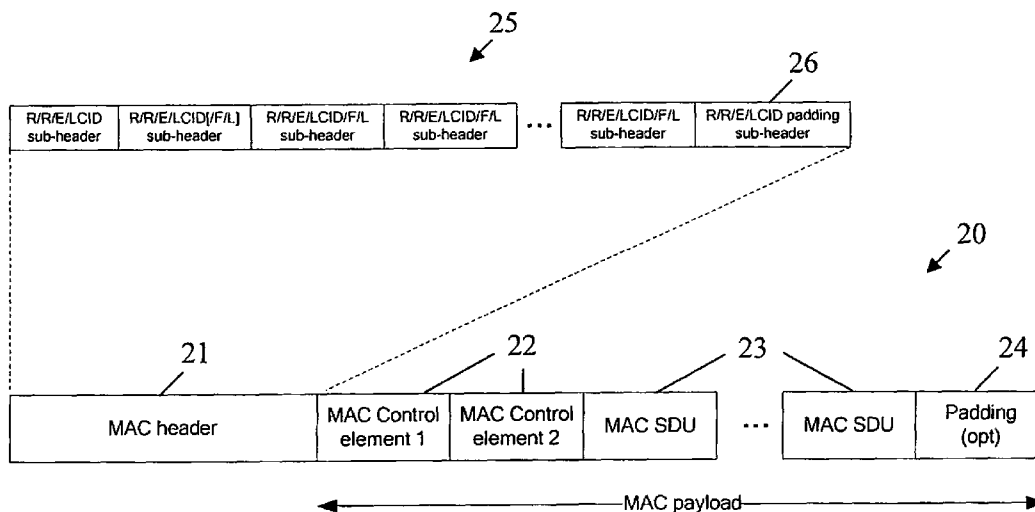 25
26
R/R/E/LCID
sub-header
R/R/E/LCID[/F/L]
sub-header
R/R/E/LCID/F/L
sub-header
R/R/E/LCID/F/L
sub-header
...
R/R/E/LCID/F/L
sub-header
R/R/E/LCID padding
sub-header
20
21
22
23
24
MAC header
MAC Control
element 1
MAC Control
element 2
MAC SDU
...
MAC SDU
Padding
(opt)
MAC payload